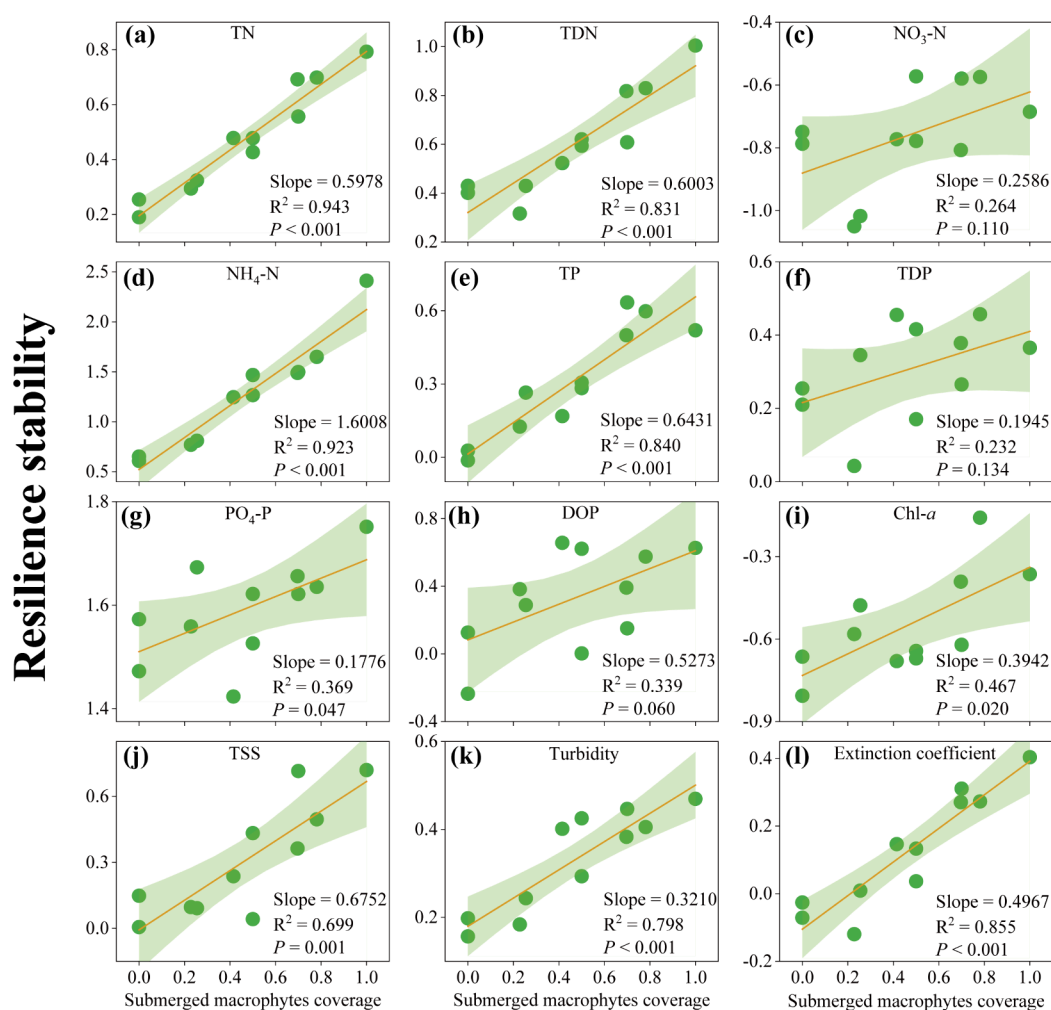 Resilience stability
(a) TN
0.8
0.6
0.4
0.2
Slope = 0.5978
R² = 0.943
P < 0.001
(b) TDN
1.0
0.8
0.6
0.4
0.2
Slope = 0.6003
R² = 0.831
P < 0.001
(c) NO₃-N
-0.4
-0.6
-0.8
-1.0
Slope = 0.2586
R² = 0.264
P = 0.110
(d) NH₄-N
2.5
2.0
1.5
1.0
0.5
Slope = 1.6008
R² = 0.923
P < 0.001
(e) TP
0.6
0.3
0.0
Slope = 0.6431
R² = 0.840
P < 0.001
(f) TDP
0.6
0.4
0.2
0.0
Slope = 0.1945
R² = 0.232
P = 0.134
(g) PO₄-P
1.8
1.6
1.4
Slope = 0.1776
R² = 0.369
P = 0.047
(h) DOP
0.8
0.4
0.0
-0.4
Slope = 0.5273
R² = 0.339
P = 0.060
(i) Chl-a
-0.3
-0.6
-0.9
Slope = 0.3942
R² = 0.467
P = 0.020
(j) TSS
0.6
0.3
0.0
Slope = 0.6752
R² = 0.699
P = 0.001
0.0 0.2 0.4 0.6 0.8 1.0
Submerged macrophytes coverage
(k) Turbidity
0.6
0.4
0.2
Slope = 0.3210
R² = 0.798
P < 0.001
0.0 0.2 0.4 0.6 0.8 1.0
Submerged macrophytes coverage
(l) Extinction coefficient
0.4
0.2
0.0
-0.2
Slope = 0.4967
R² = 0.855
P < 0.001
0.0 0.2 0.4 0.6 0.8 1.0
Submerged macrophytes coverage